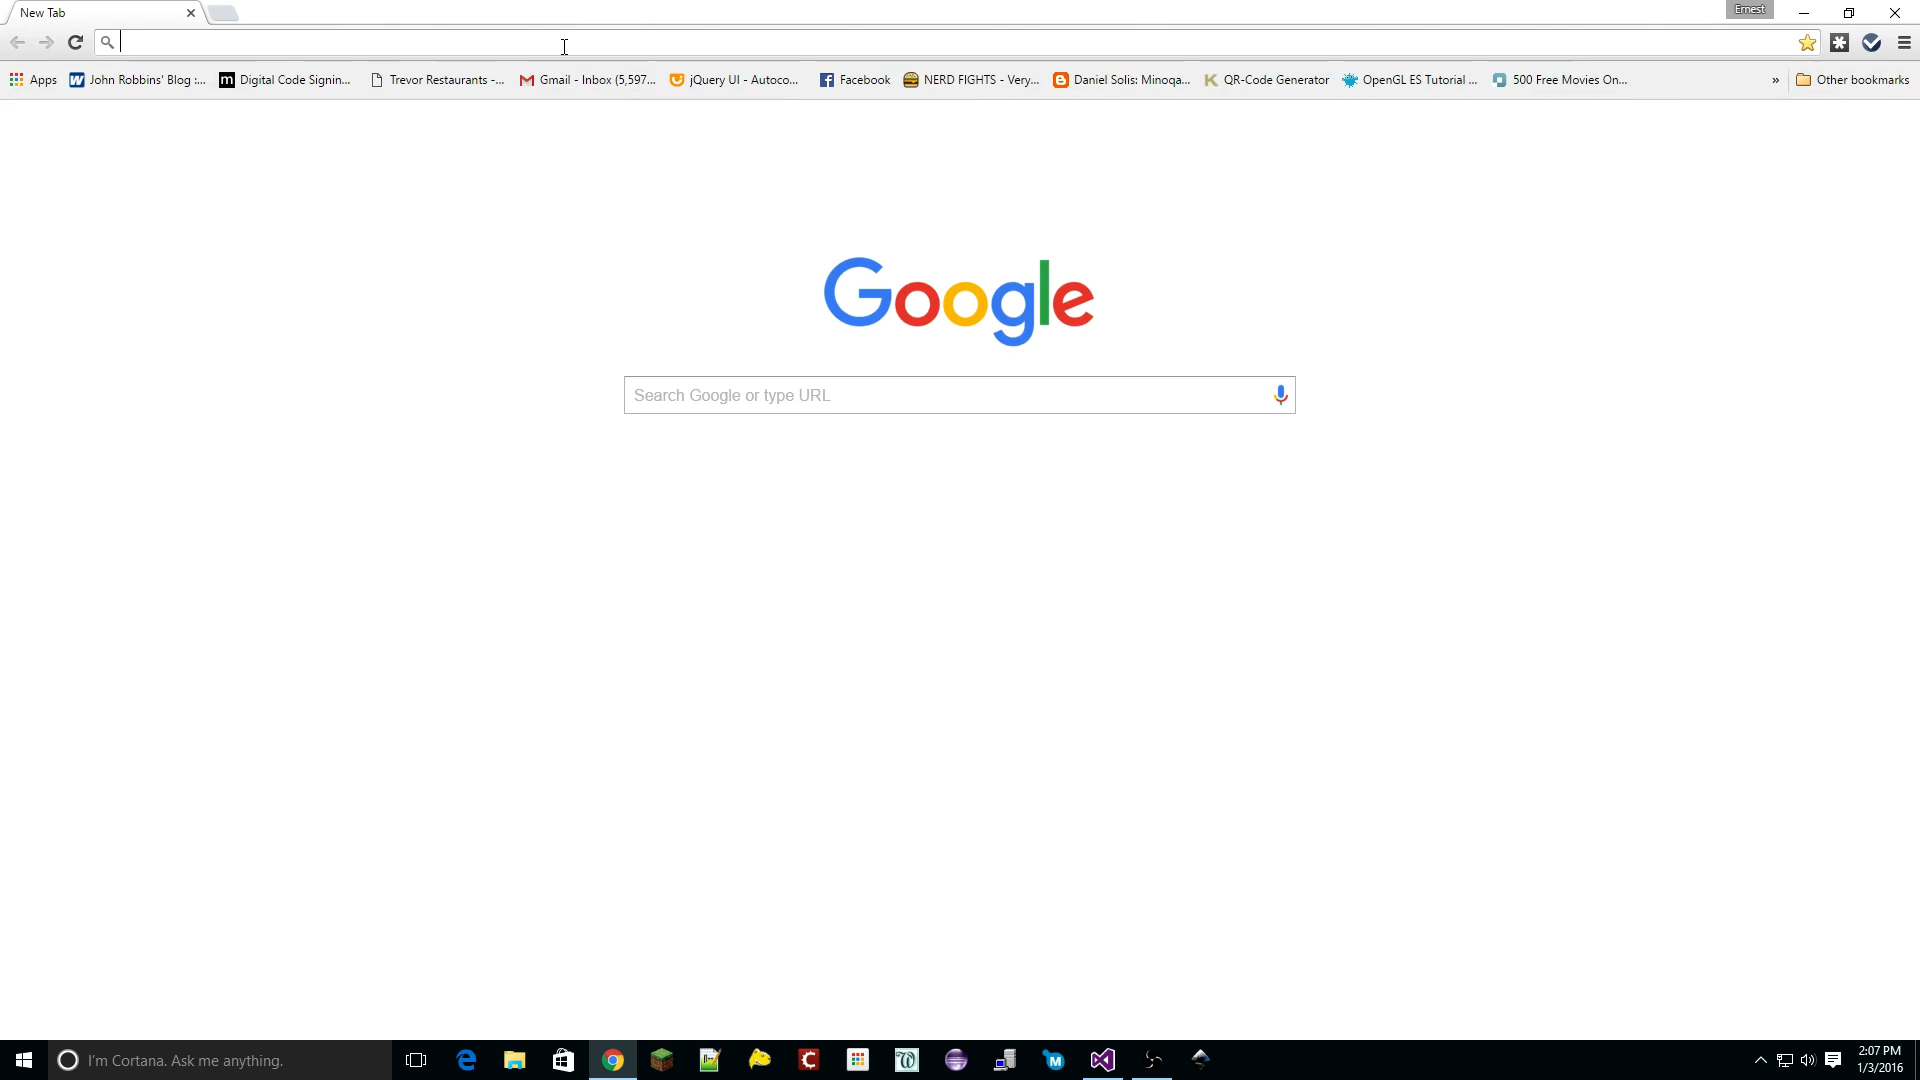 New Tab
Ernest
Apps
John Robbins' Blog :...
Digital Code Signin...
Trevor Restaurants -...
Gmail - Inbox (5,597...
jQuery UI - Autoco...
Facebook
NERD FIGHTS - Very...
Daniel Solis: Minoqa...
QR-Code Generator
OpenGL ES Tutorial ...
500 Free Movies On...
»
Other bookmarks
Google
Search Google or type URL
I'm Cortana. Ask me anything.
2:07 PM
1/3/2016